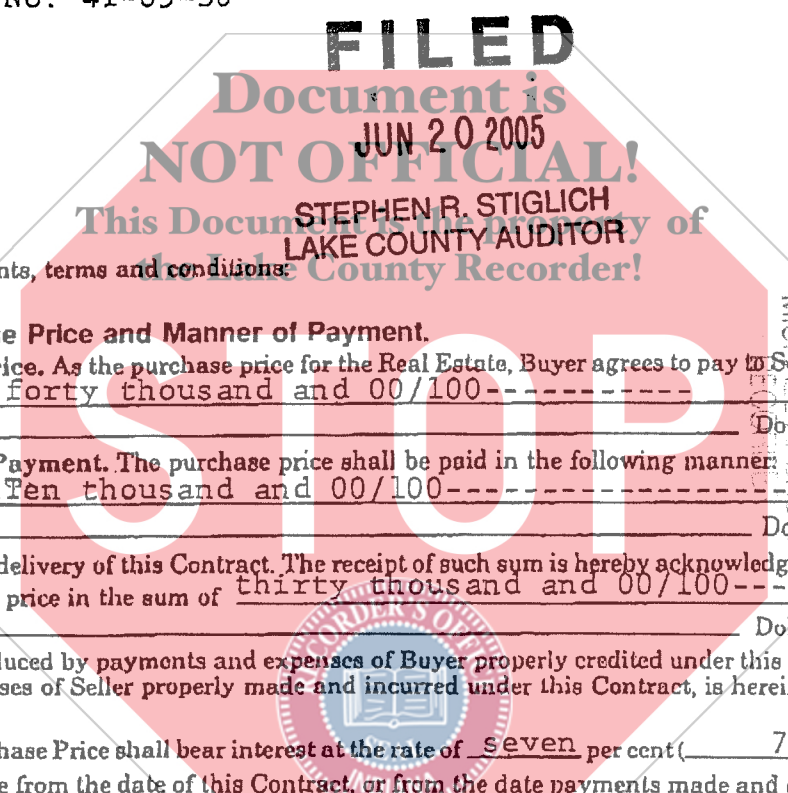 FILED
Document is
JUN 20 2005
NOT OFFICIAL!
STEPHEN R. STIGLICH
This Document is the property of
LAKE COUNTY AUDITOR
nts, terms and conditions:
the Lake County Recorder!
e Price and Manner of Payment.
rice. As the purchase price for the Real Estate, Buyer agrees to pay to S
forty thousand and 00/100-----------
Do
STOP
Payment. The purchase price shall be paid in the following manner:
Ten thousand and 00/100-----------------
Do
delivery of this Contract. The receipt of such sum is hereby acknowledg
price in the sum of thirty thousand and 00/100---
Do
duced by payments and expenses of Buyer properly credited under this
ses of Seller properly made and incurred under this Contract, is herei
RECORDER'S OFFICE
SEAL
INDIANA
hase Price shall bear interest at the rate of seven per cent ( 7
e from the date of this Contract, or from the date payments made and